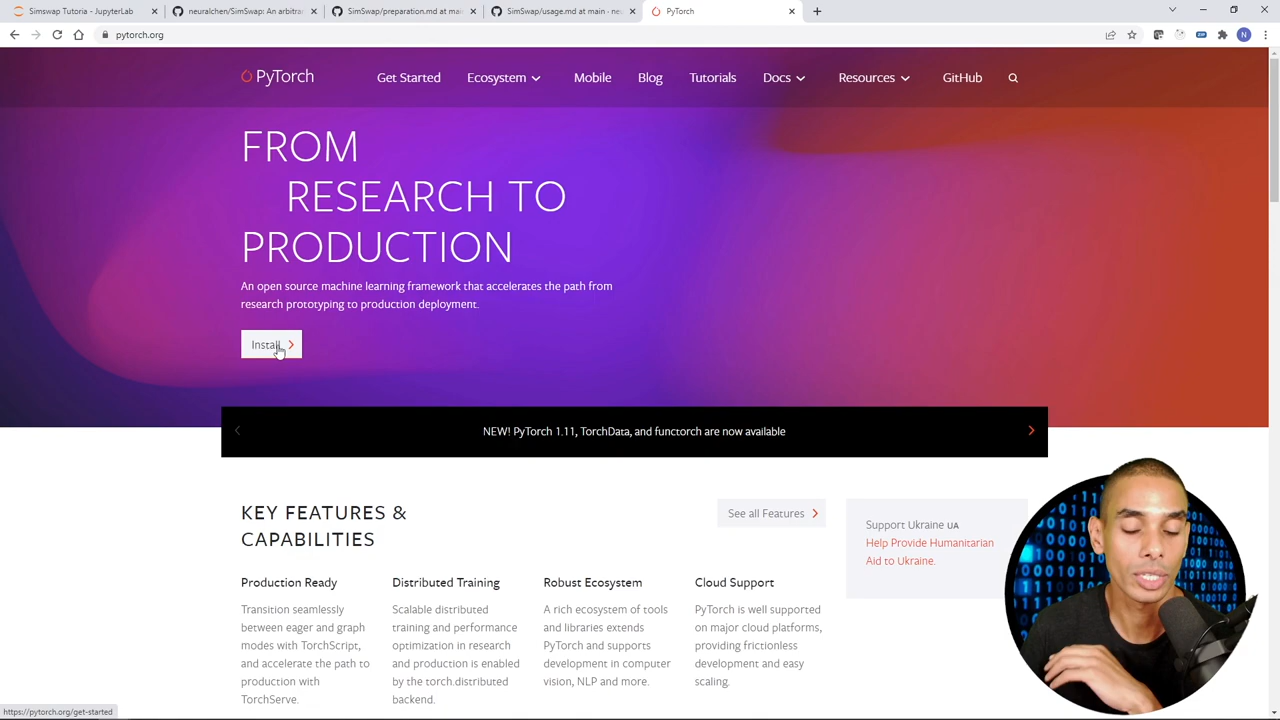 Simswap Tutoria - JupyterLab
neuralchen/SimSwap: An arbitrar
SimSwap/preparation.md at main
SimSwap/usage.md at main · neu
PyTorch
pytorch.org
ZIP
N
PyTorch
Get Started
Ecosystem
Mobile
Blog
Tutorials
Docs
Resources
GitHub
FROM
RESEARCH TO
PRODUCTION
An open source machine learning framework that accelerates the path from
research prototyping to production deployment.
Install
NEW! PyTorch 1.11, TorchData, and functorch are now available
KEY FEATURES &
CAPABILITIES
See all Features
Support Ukraine UA
Help Provide Humanitarian
Aid to Ukraine.
Production Ready
Transition seamlessly
between eager and graph
modes with TorchScript,
and accelerate the path to
production with
TorchServe.
Distributed Training
Scalable distributed
training and performance
optimization in research
and production is enabled
by the torch.distributed
backend.
Robust Ecosystem
A rich ecosystem of tools
and libraries extends
PyTorch and supports
development in computer
vision, NLP and more.
Cloud Support
PyTorch is well supported
on major cloud platforms,
providing frictionless
development and easy
scaling.
https://pytorch.org/get-started